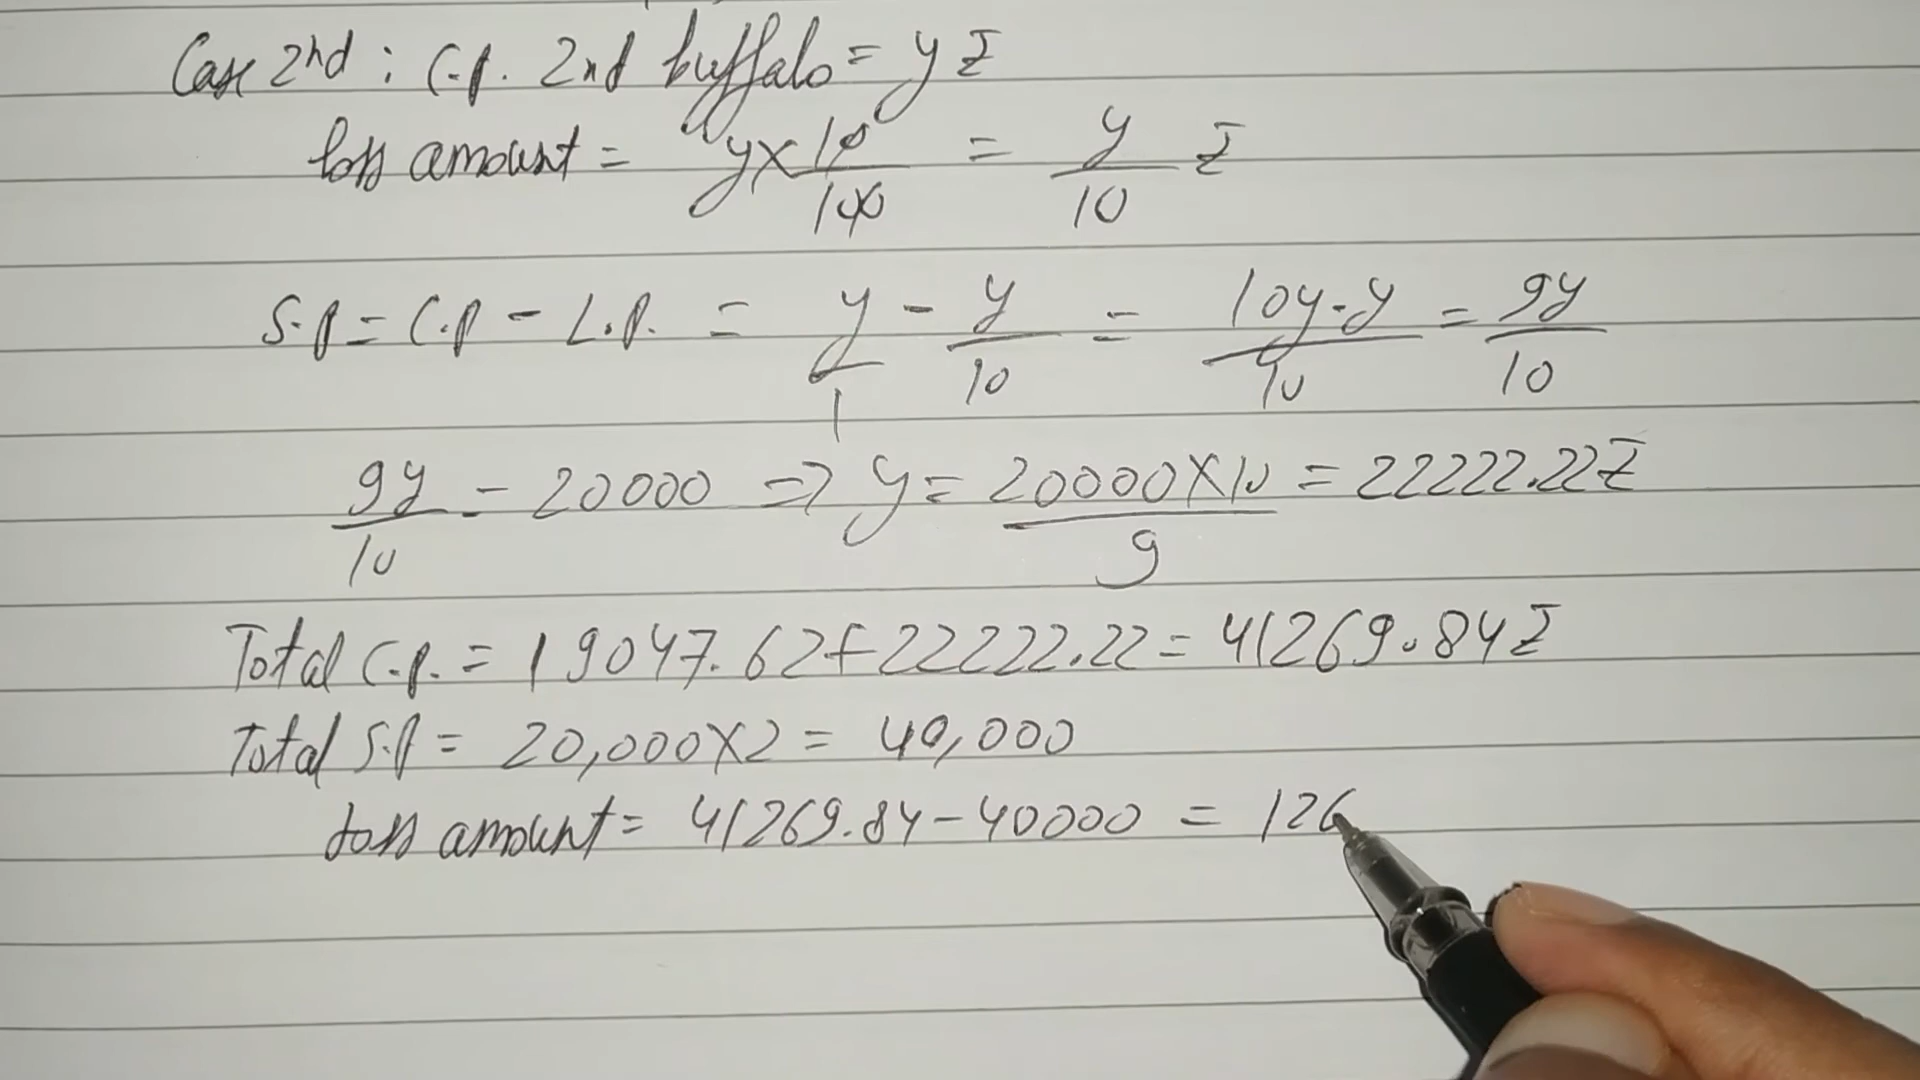 Case 2nd : C.P. 2nd buffalo = y ₹
loss amount = y × 10/100 = y/10 ₹
S.P = C.P - L.P. = y/1 - y/10 = 10y - y/10 = 9y/10
9y/10 = 20000 => y = 20000 × 10/9 = 22222.22 ₹
Total C.P. = 19047.62 + 22222.22 = 41269.84 ₹
Total S.P = 20,000 × 2 = 40,000
Loss amount = 41269.84 - 40000 = 126